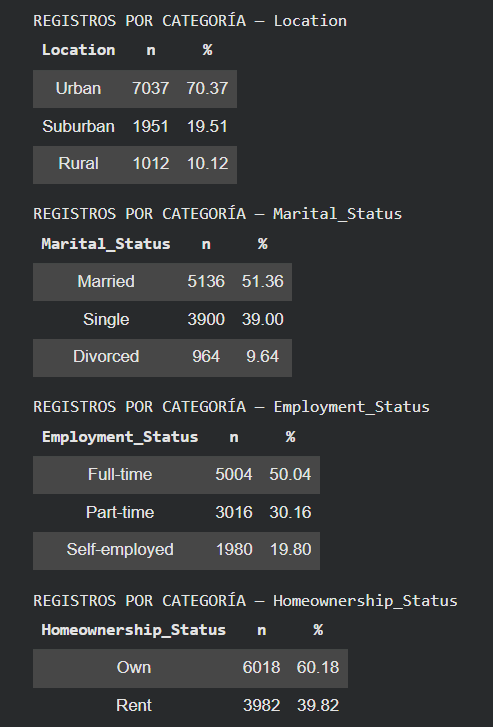 REGISTROS POR CATEGORÍA — Location
Location n %
Urban 7037 70.37
Suburban 1951 19.51
Rural 1012 10.12
REGISTROS POR CATEGORÍA — Marital_Status
Marital_Status n %
Married 5136 51.36
Single 3900 39.00
Divorced 964 9.64
REGISTROS POR CATEGORÍA — Employment_Status
Employment_Status n %
Full-time 5004 50.04
Part-time 3016 30.16
Self-employed 1980 19.80
REGISTROS POR CATEGORÍA — Homeownership_Status
Homeownership_Status n %
Own 6018 60.18
Rent 3982 39.82